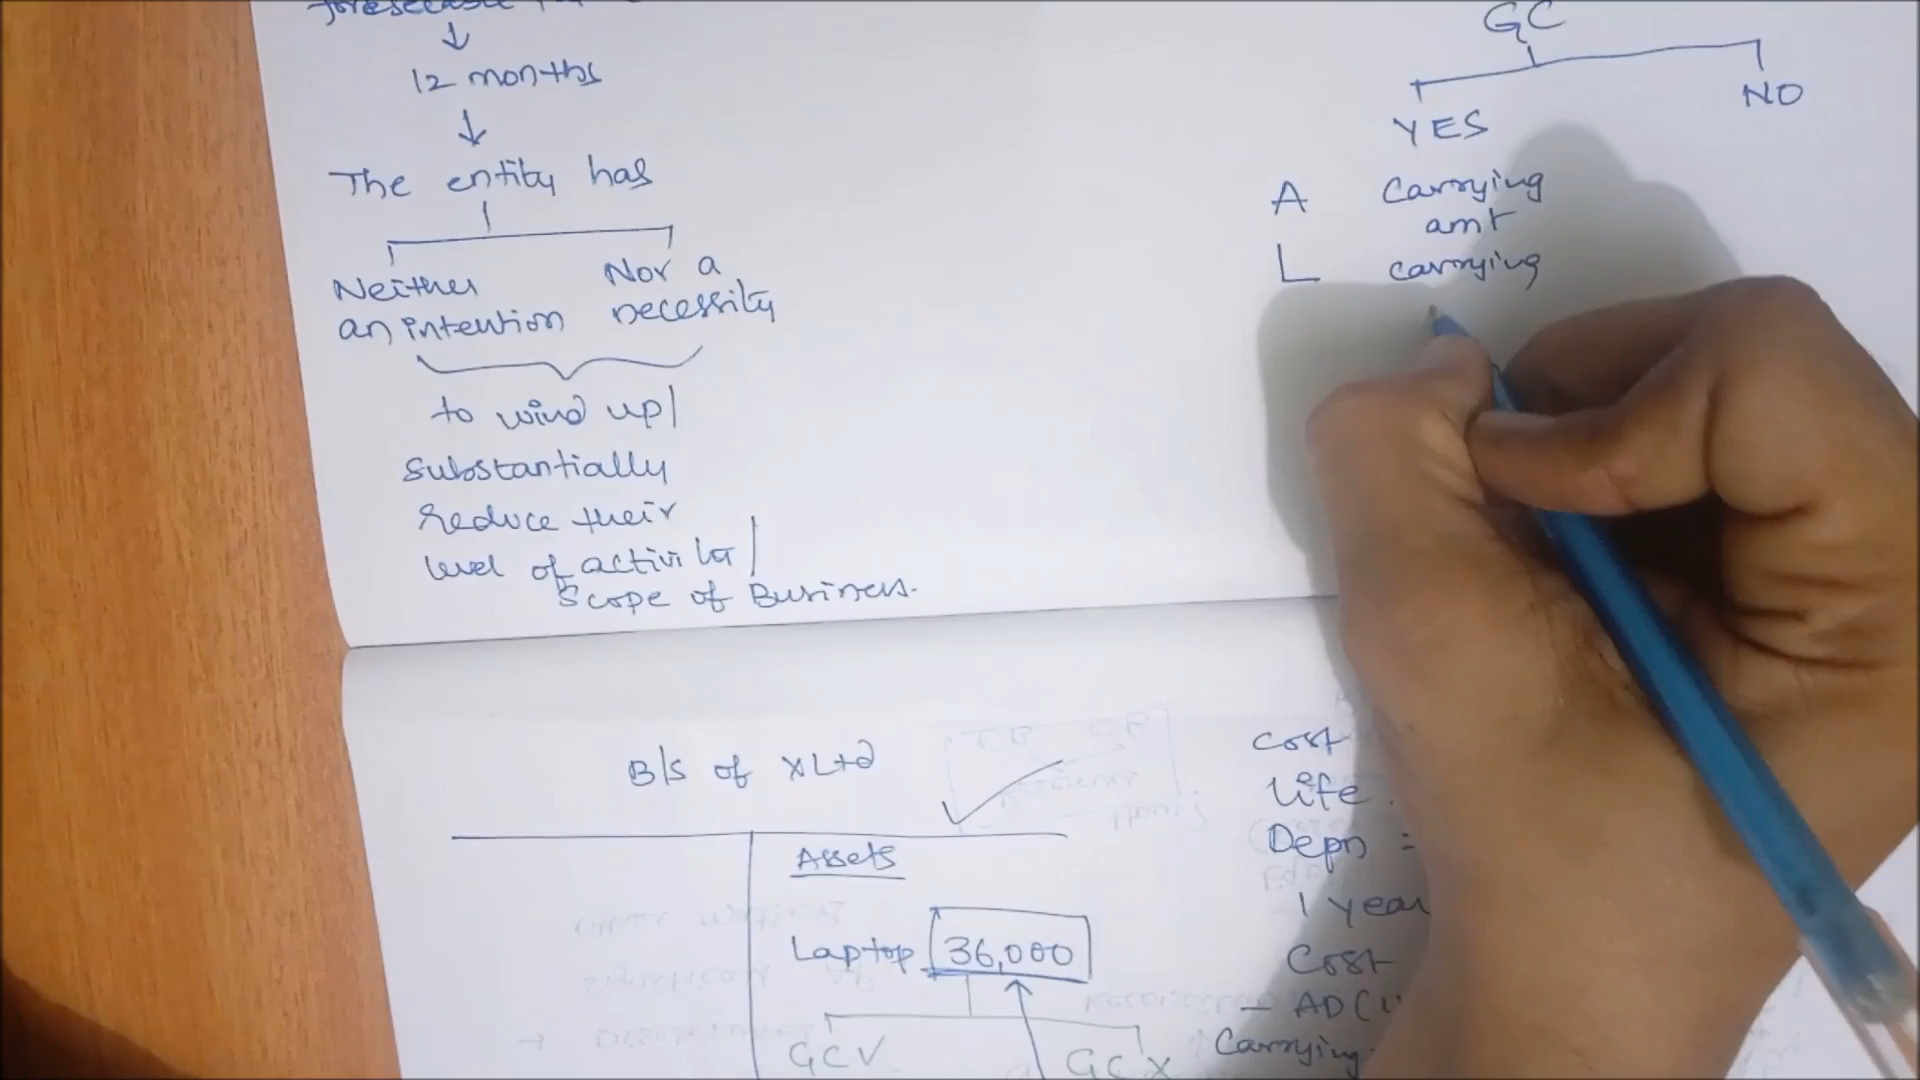 foreseeable
↓
12 months
↓
The entity has
Neither
an intention
Nor a
necessity
to wind up/
substantially
reduce their
level of
Scope of Business.
GC
YES
NO
A Carrying
amt
L carrying
B/S of X Ltd
Assets
Laptop 36,000
GC✓
GC X
Cost
Life
Depn =
1 year
Cost
- AD (1
Carrying